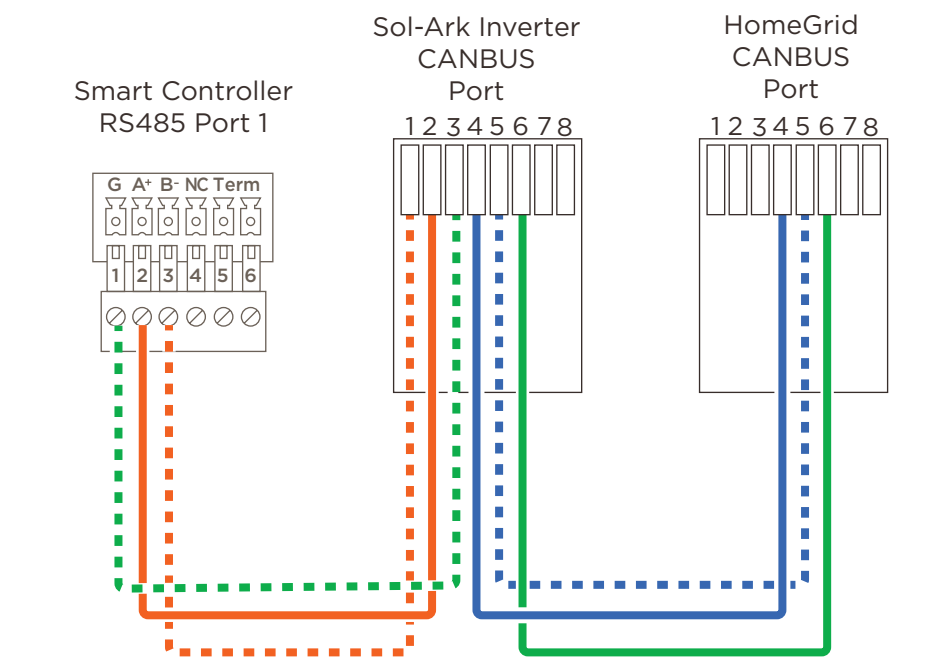 Sol-Ark Inverter
CANBUS
Port
HomeGrid
CANBUS
Port
Smart Controller
RS485 Port 1
1 2 3 4 5 6 7 8
1 2 3 4 5 6 7 8
G A+ B- NC Term
1 2 3 4 5 6